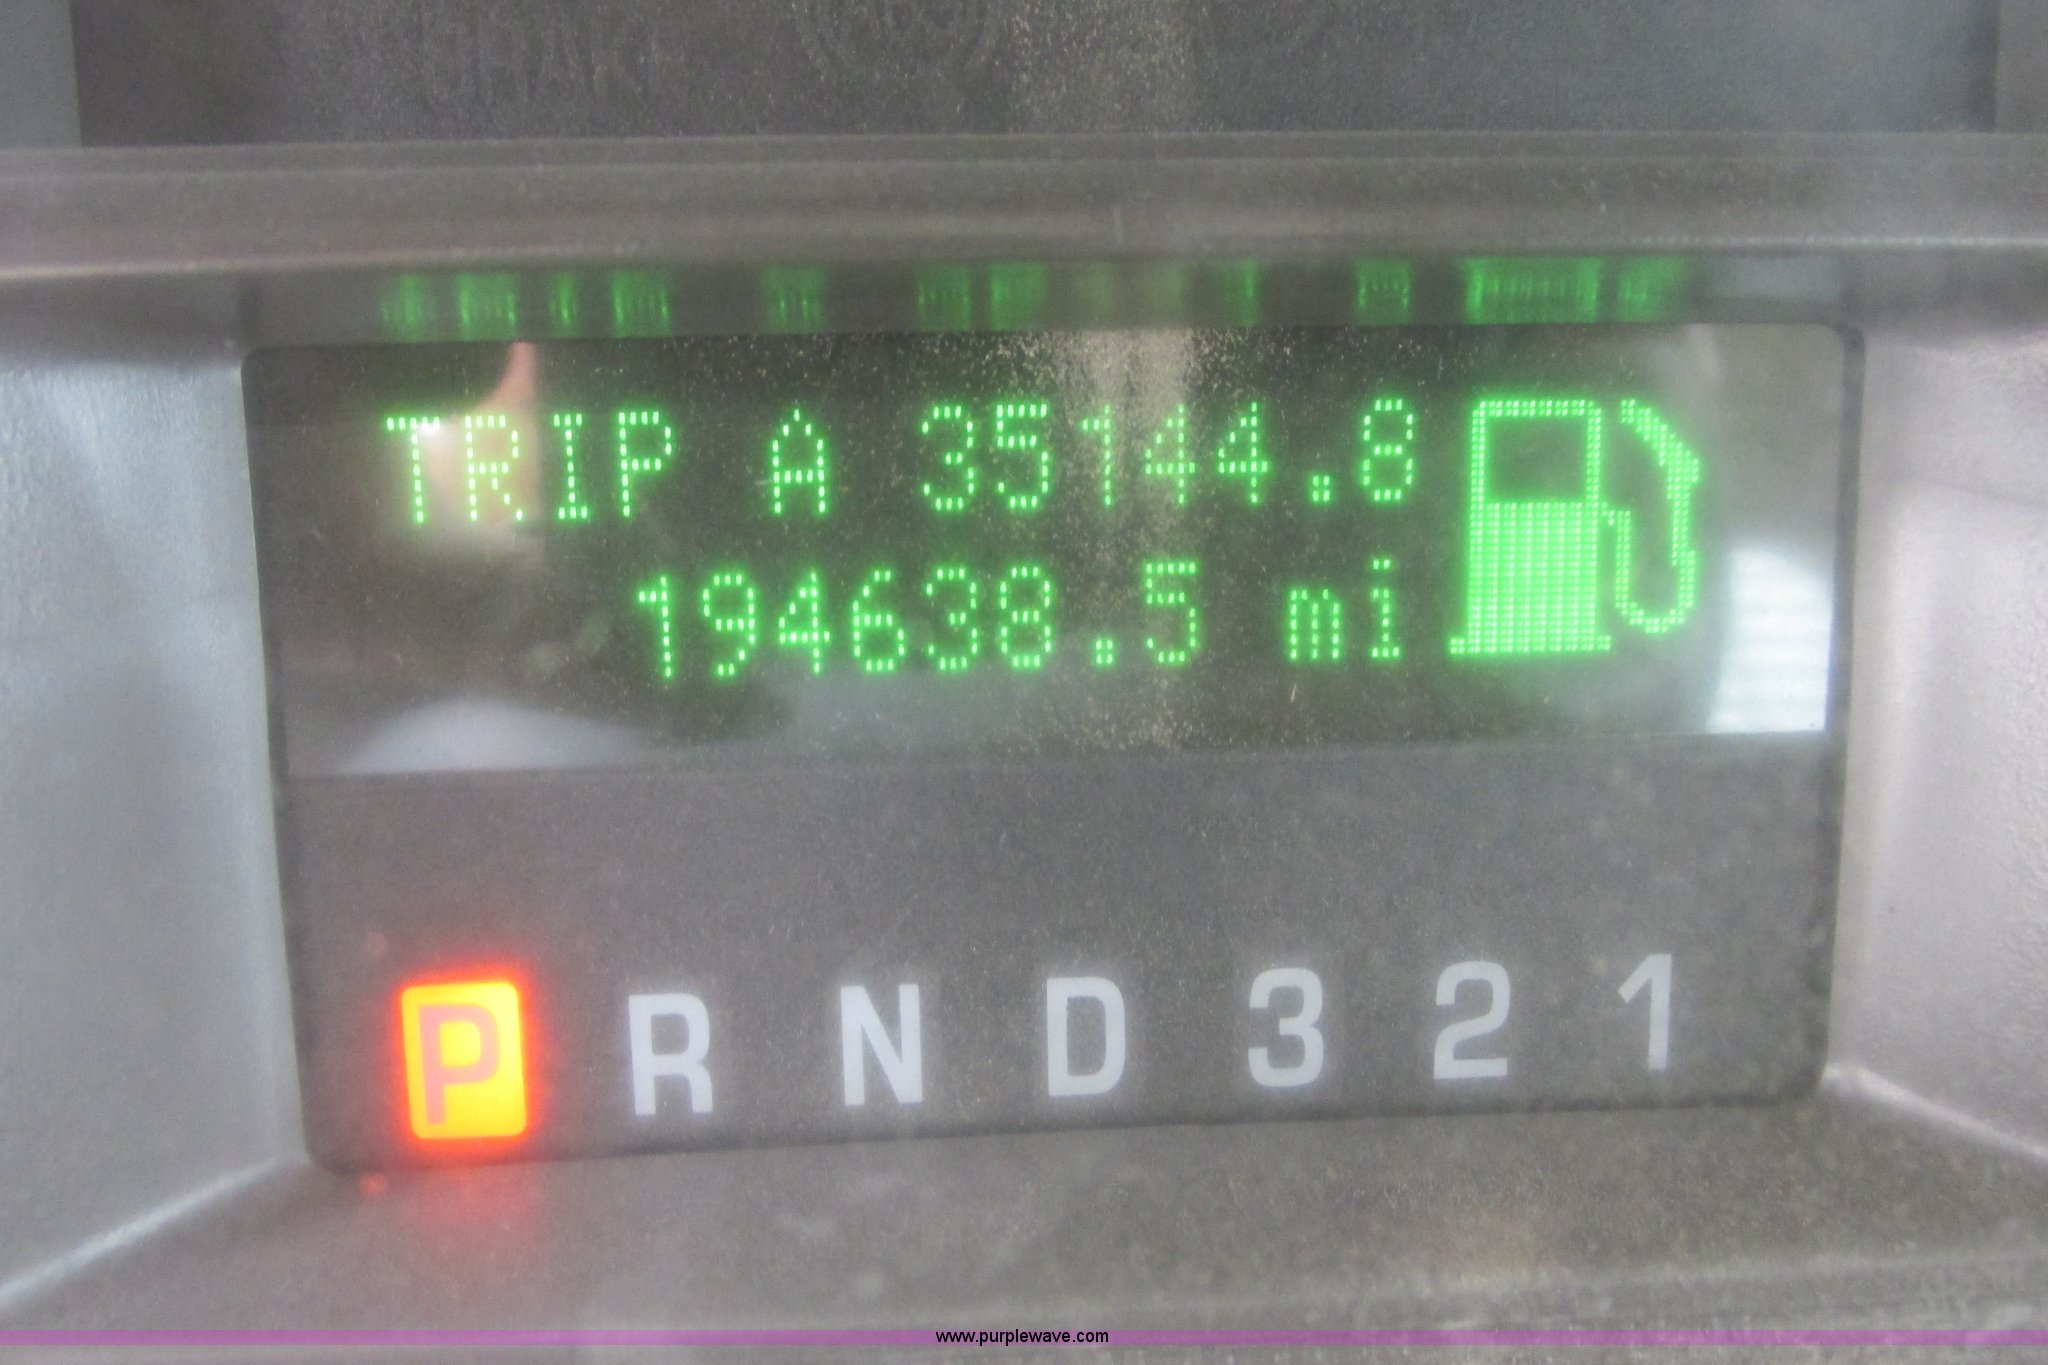 TRIP A 35144.8
194638.5 mi
P R N D 3 2 1
www.purplewave.com